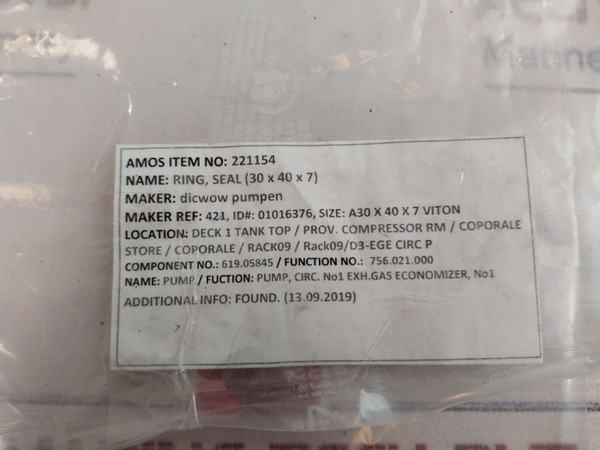 AMOS ITEM NO: 221154
NAME: RING, SEAL (30 x 40 x 7)
MAKER: dicwow pumpen
MAKER REF: 421, ID#: 01016376, SIZE: A30 X 40 X 7 VITON
LOCATION: DECK 1 TANK TOP / PROV. COMPRESSOR RM / COPORALE
STORE / COPORALE / RACK09 / Rack09/D3-EGE CIRC P
COMPONENT NO.: 619.05845 / FUNCTION NO.: 756.021.000
NAME: PUMP / FUCTION: PUMP, CIRC. No1 EXH.GAS ECONOMIZER, No1
ADDITIONAL INFO: FOUND. (13.09.2019)